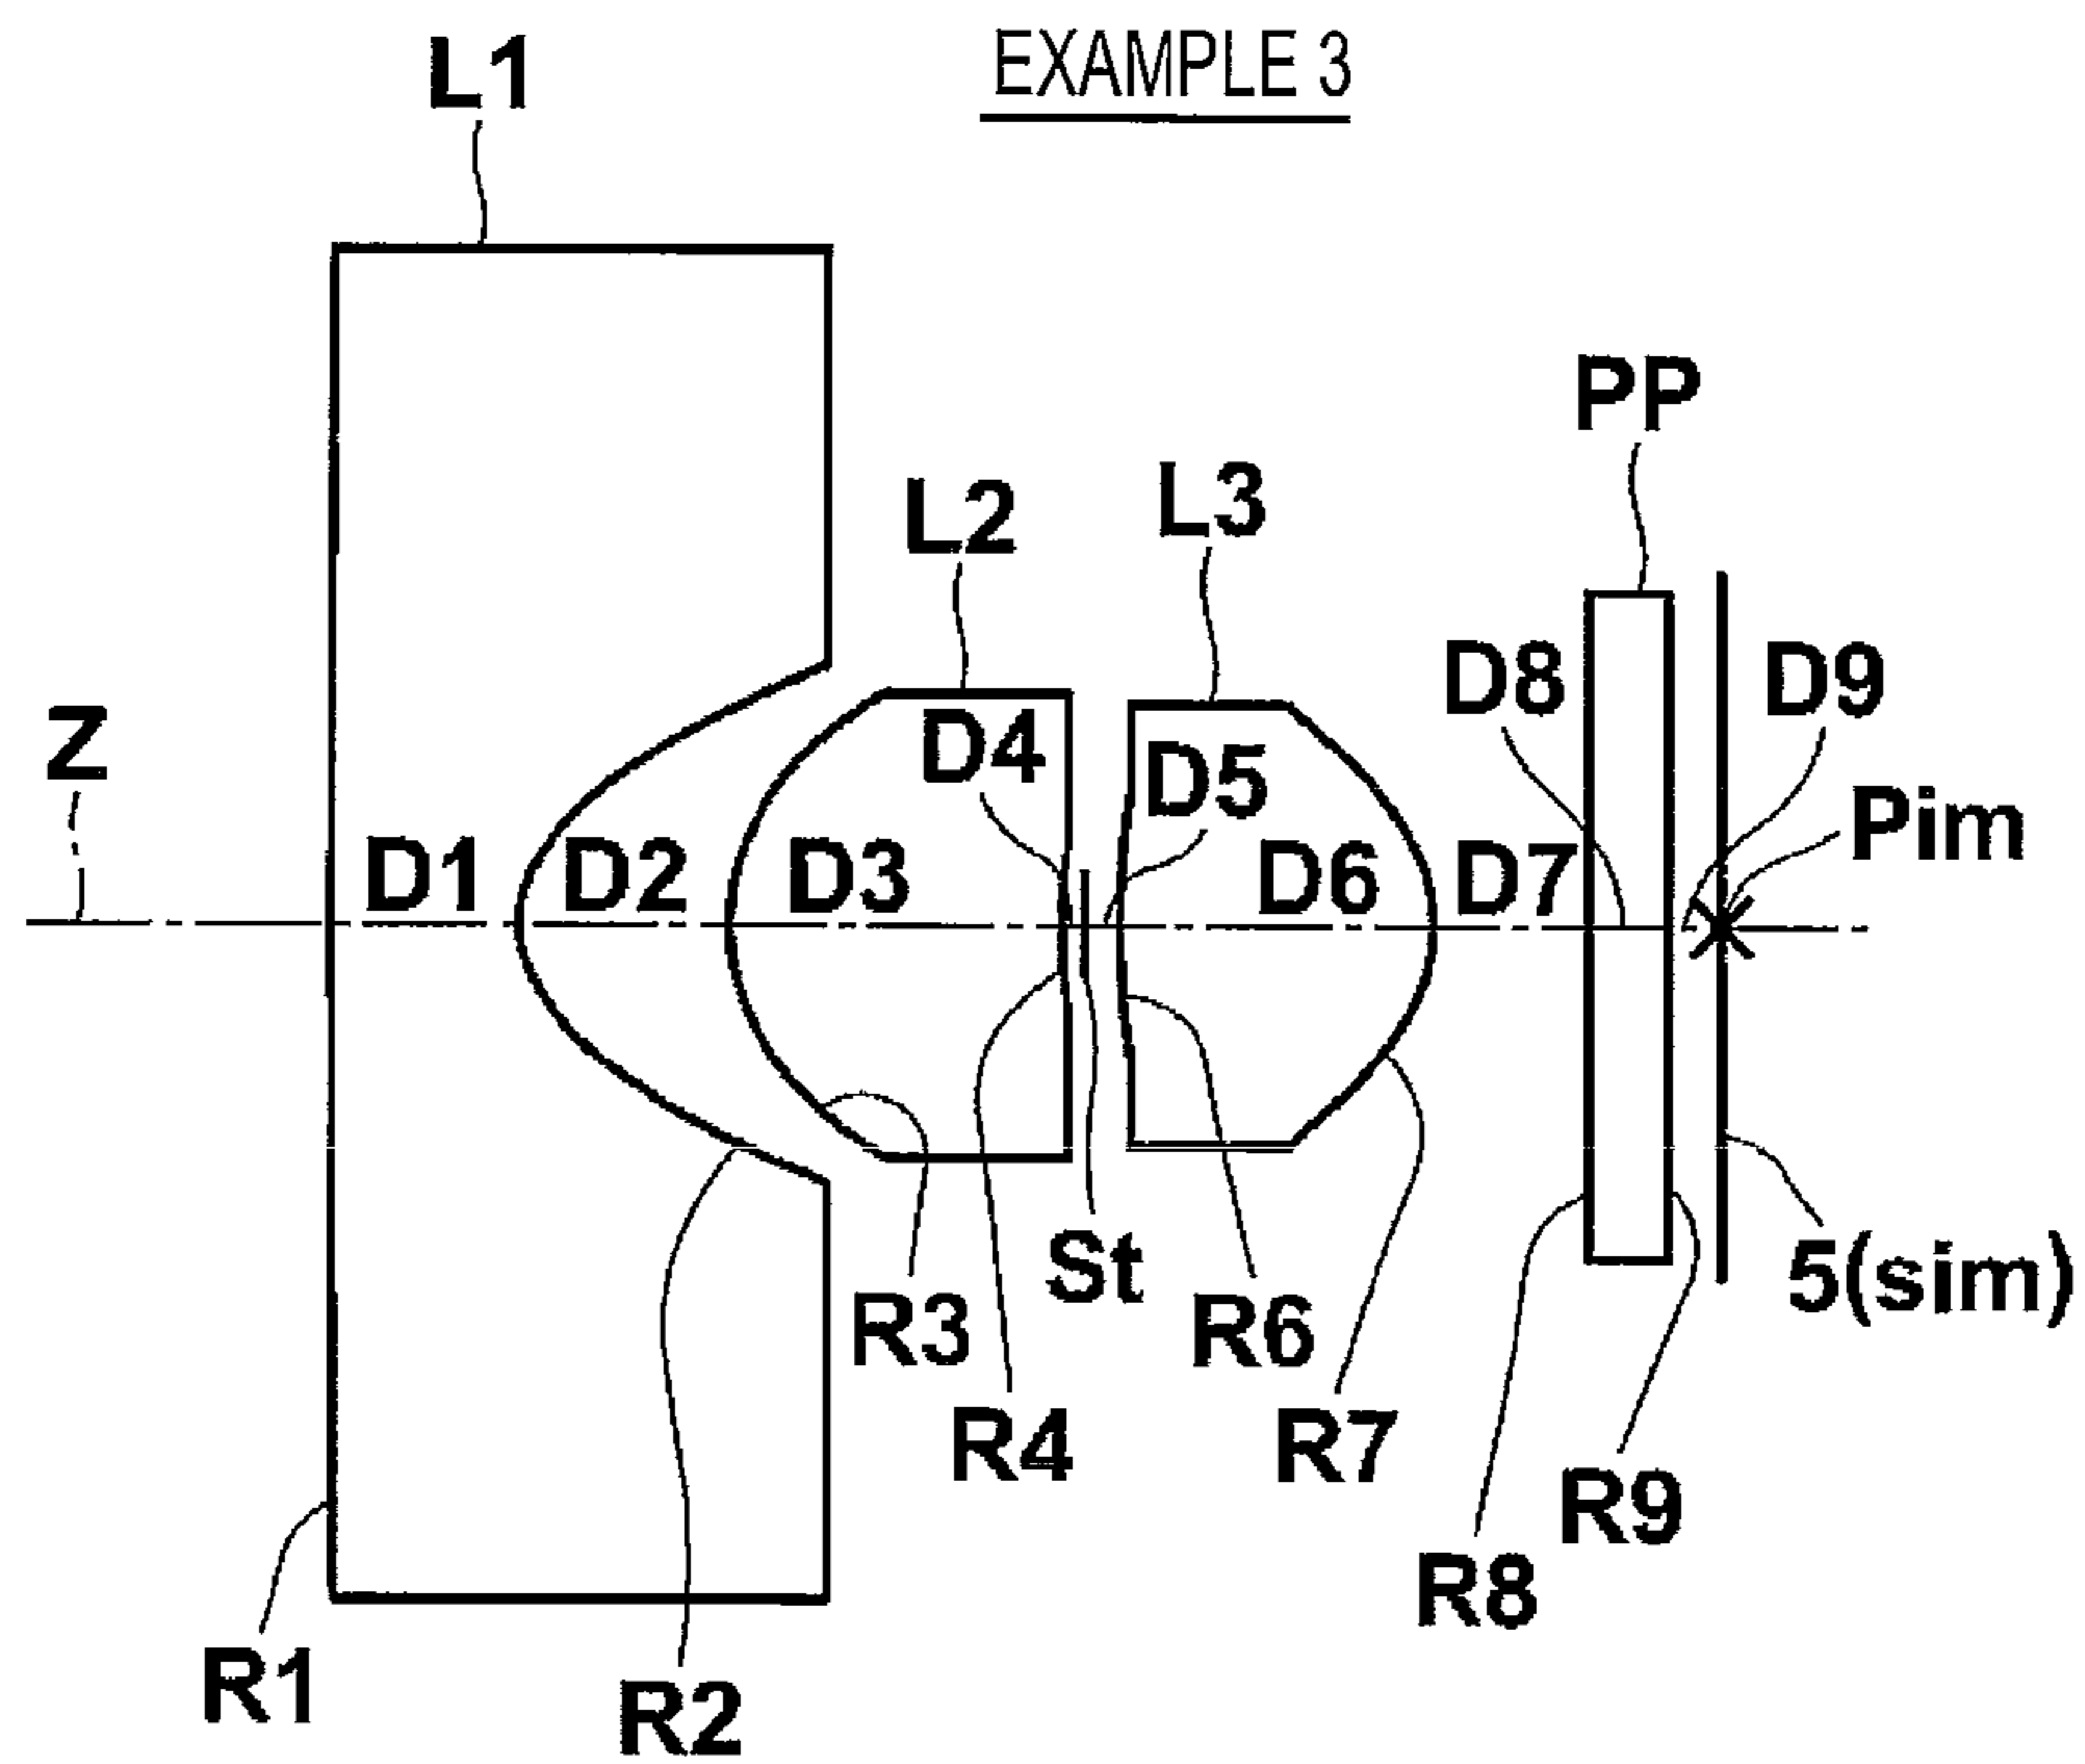 EXAMPLE 3
L1
PP
L2
L3
D8
D9
Z
D4
D5
Pim
D1
D2
D3
D6
D7
St
5(sim)
R3
R6
R4
R7
R9
R8
R1
R2